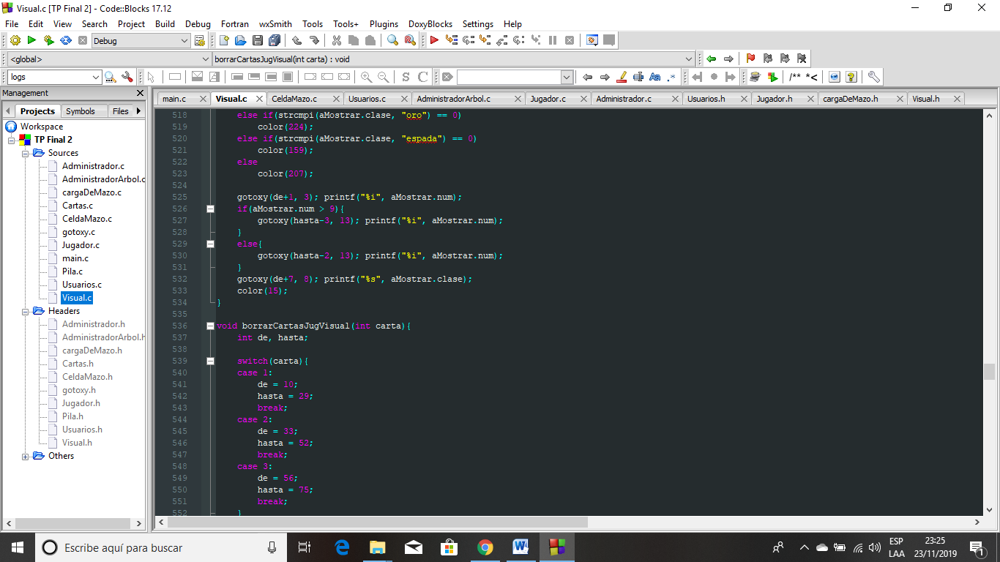 Visual.c [TP Final 2] - Code::Blocks 17.12
File Edit View Search Project Build Debug Fortran wxSmith Tools Tools+ Plugins DoxyBlocks Settings Help
Debug
<global> borrarCartasJugVisual(int carta) : void
logs S C Aa .* /** *<
Management
main.c Visual.c CeldaMazo.c Usuarios.c AdministradorArbol.c Jugador.c Administrador.c Usuarios.h Jugador.h cargaDeMazo.h Visual.h
Projects Symbols Files
Workspace
TP Final 2
Sources
Administrador.c
AdministradorArbol.c
cargaDeMazo.c
Cartas.c
CeldaMazo.c
gotoxy.c
Jugador.c
main.c
Pila.c
Usuarios.c
Visual.c
Headers
Administrador.h
AdministradorArbol.h
cargaDeMazo.h
Cartas.h
CeldaMazo.h
gotoxy.h
Jugador.h
Pila.h
Usuarios.h
Visual.h
Others
518 else if(strcmpi(aMostrar.clase, "oro") == 0)
519 color(224);
520 else if(strcmpi(aMostrar.clase, "espada") == 0)
521 color(159);
522 else
523 color(207);
524
525 gotoxy(de+1, 3); printf("%i", aMostrar.num);
526 if(aMostrar.num > 9){
527 gotoxy(hasta-3, 13); printf("%i", aMostrar.num);
528 }
529 else{
530 gotoxy(hasta-2, 13); printf("%i", aMostrar.num);
531 }
532 gotoxy(de+7, 8); printf("%s", aMostrar.clase);
533 color(15);
534 }
535
536 void borrarCartasJugVisual(int carta){
537 int de, hasta;
538
539 switch(carta){
540 case 1:
541 de = 10;
542 hasta = 29;
543 break;
544 case 2:
545 de = 33;
546 hasta = 52;
547 break;
548 case 3:
549 de = 56;
550 hasta = 75;
551 break;
552 }
Escribe aquí para buscar
ESP
LAA
23:25
23/11/2019
1